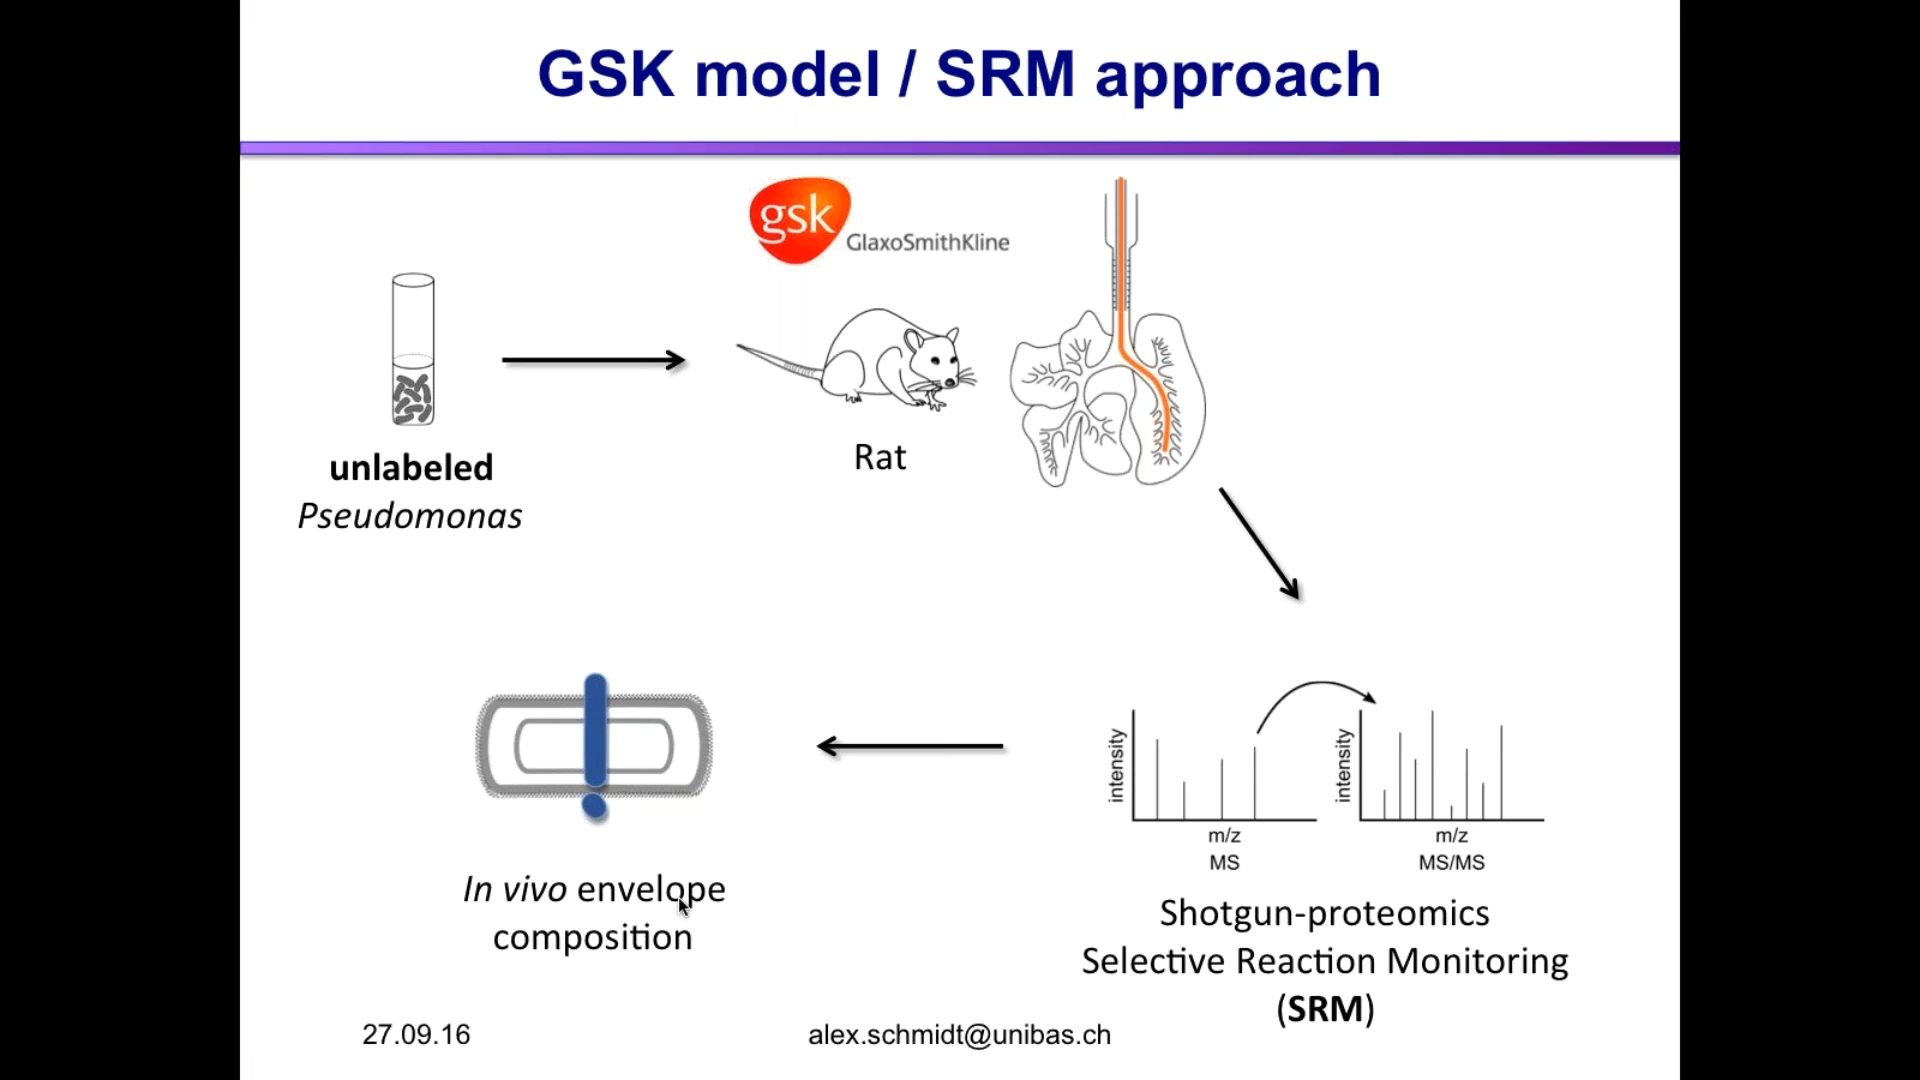 GSK model / SRM approach
gsk
GlaxoSmithKline
unlabeled
Pseudomonas
Rat
intensity
m/z
MS
intensity
m/z
MS/MS
In vivo envelope
composition
Shotgun-proteomics
Selective Reaction Monitoring
(SRM)
27.09.16
alex.schmidt@unibas.ch